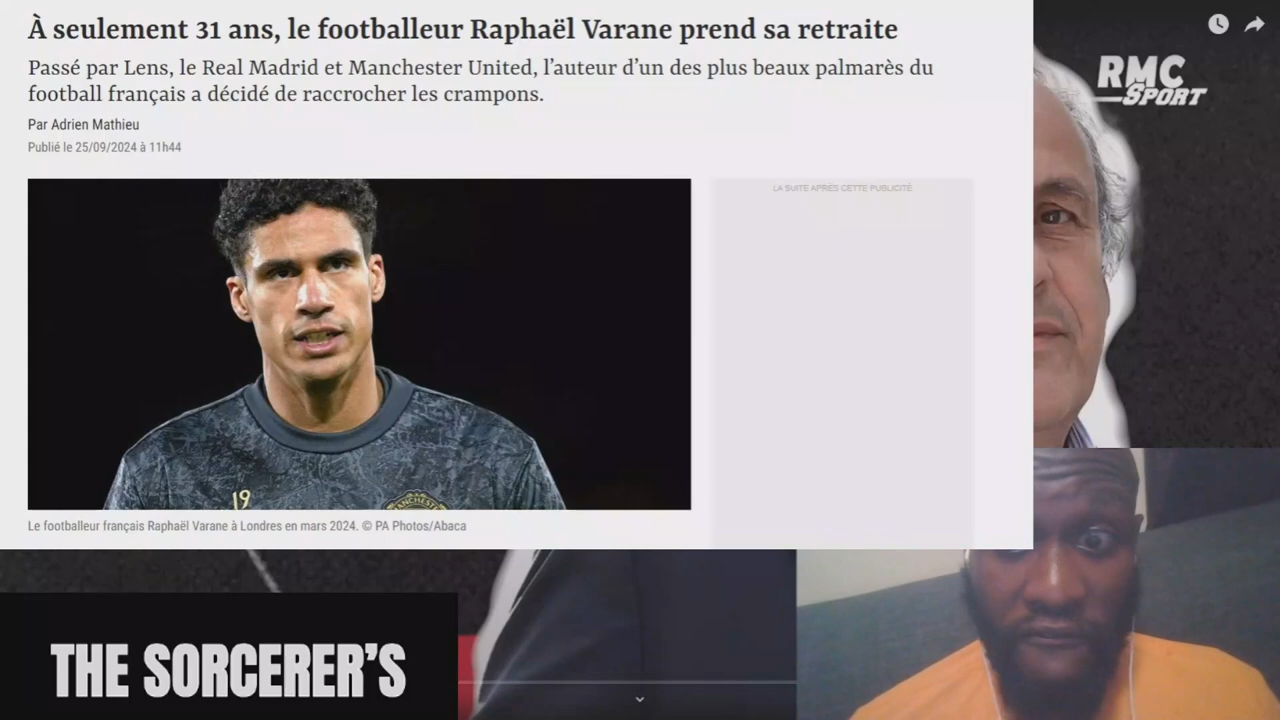 À seulement 31 ans, le footballeur Raphaël Varane prend sa retraite
Passé par Lens, le Real Madrid et Manchester United, l’auteur d’un des plus beaux palmarès du
football français a décidé de raccrocher les crampons.
Par Adrien Mathieu
Publié le 25/09/2024 à 11h44
RMC
SPORT
LA SUITE APRÈS CETTE PUBLICITÉ
19
MANCHESTER
Le footballeur français Raphaël Varane à Londres en mars 2024. © PA Photos/Abaca
THE SORCERER’S